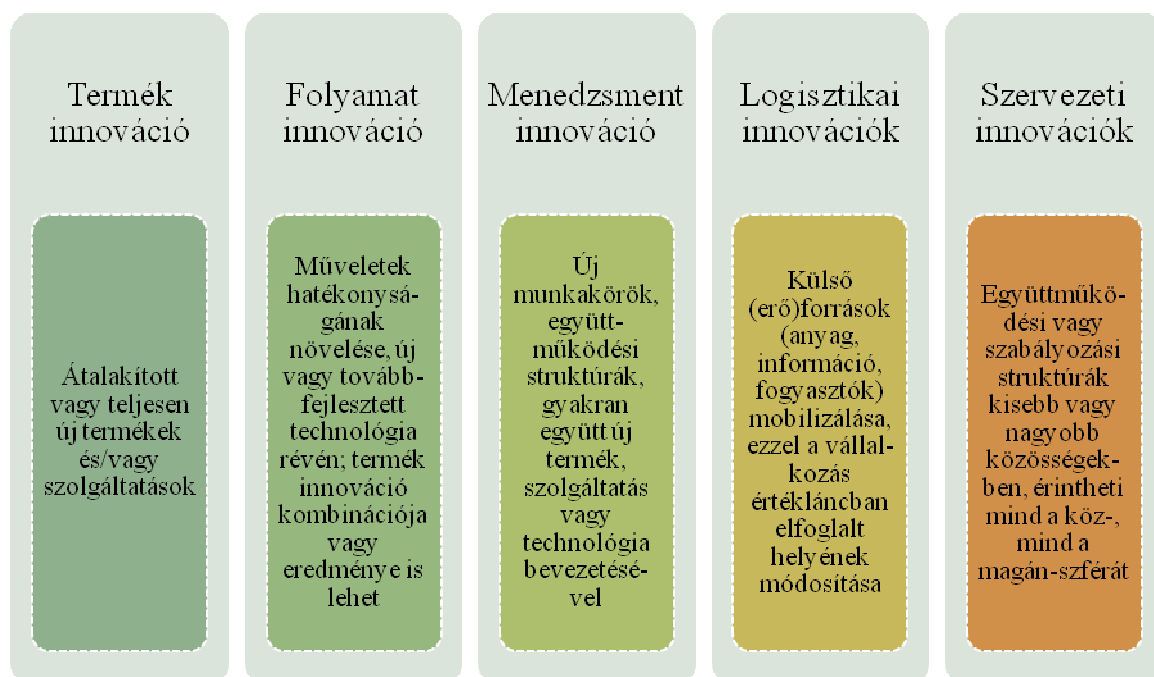 Termék
innováció
Átalakított
vagy teljesen
új termékek
és/vagy
szolgáltatások
Folyamat
innováció
Műveletek
hatékonysá-
gának
növelése, új
vagy tovább-
fejlesztett
technológia
révén; termék
innováció
kombinációja
vagy
eredménye is
lehet
Menedzsment
innováció
Új
munkakörök,
együtt-
működési
struktúrák,
gyakran
együtt új
termék,
szolgáltatás
vagy
technológia
bevezetésé-
vel
Logisztikai
innovációk
Külső
(erő)források
(anyag,
információ,
fogyasztók)
mobilizálása,
ezzel a vállal-
kozás
értékláncban
elfoglalt
helyének
módosítása
Szervezeti
innovációk
Együttműkö-
dési vagy
szabályozási
struktúrák
kisebb vagy
nagyobb
közösségek-
ben, érintheti
mind a köz-,
mind a
magán-szférát